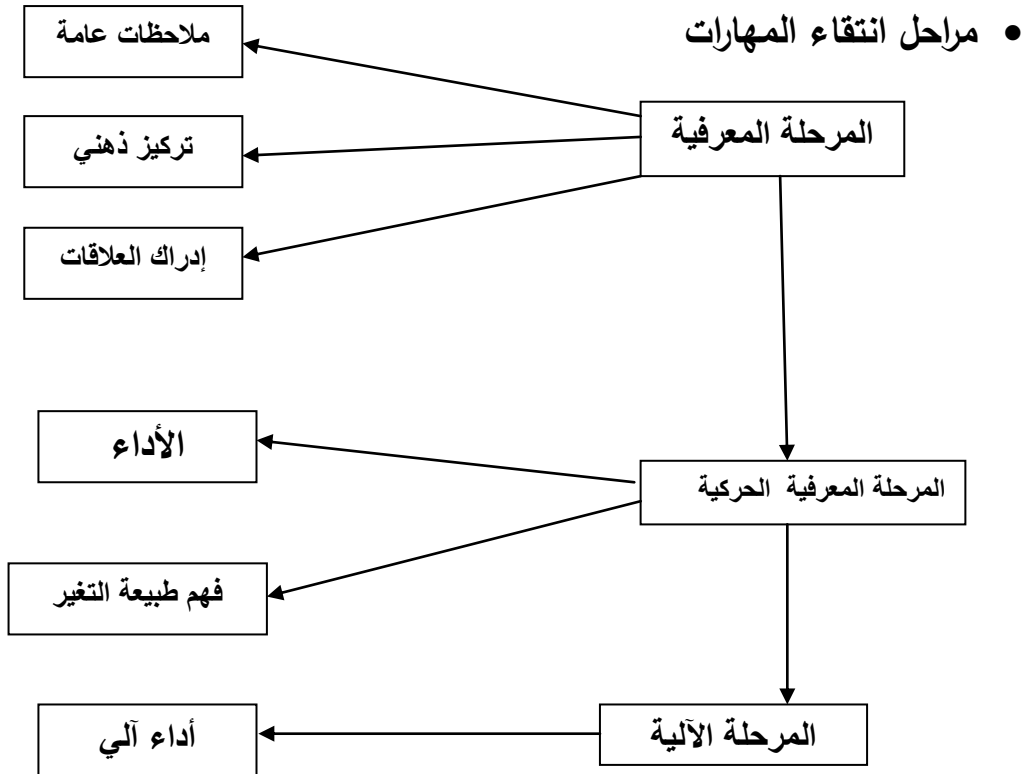 • مراحل انتقاء المهارات
المرحلة المعرفية
ملاحظات عامة
تركيز ذهني
إدراك العلاقات
المرحلة المعرفية الحركية
الأداء
فهم طبيعة التغير
المرحلة الآلية
أداء آلي